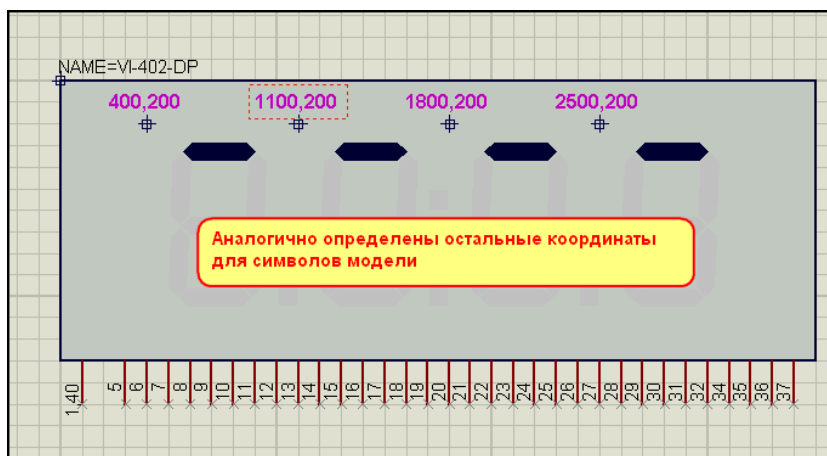 NAME=VI-402-DP
400,200 1100,200 1800,200 2500,200
Аналогично определены остальные координаты
для символов модели
1,40 5 6 7 8 9 10 11 12 13 14 15 16 17 18 19 20 21 22 23 24 25 26 27 28 29 30 31 32 34 35 36 37